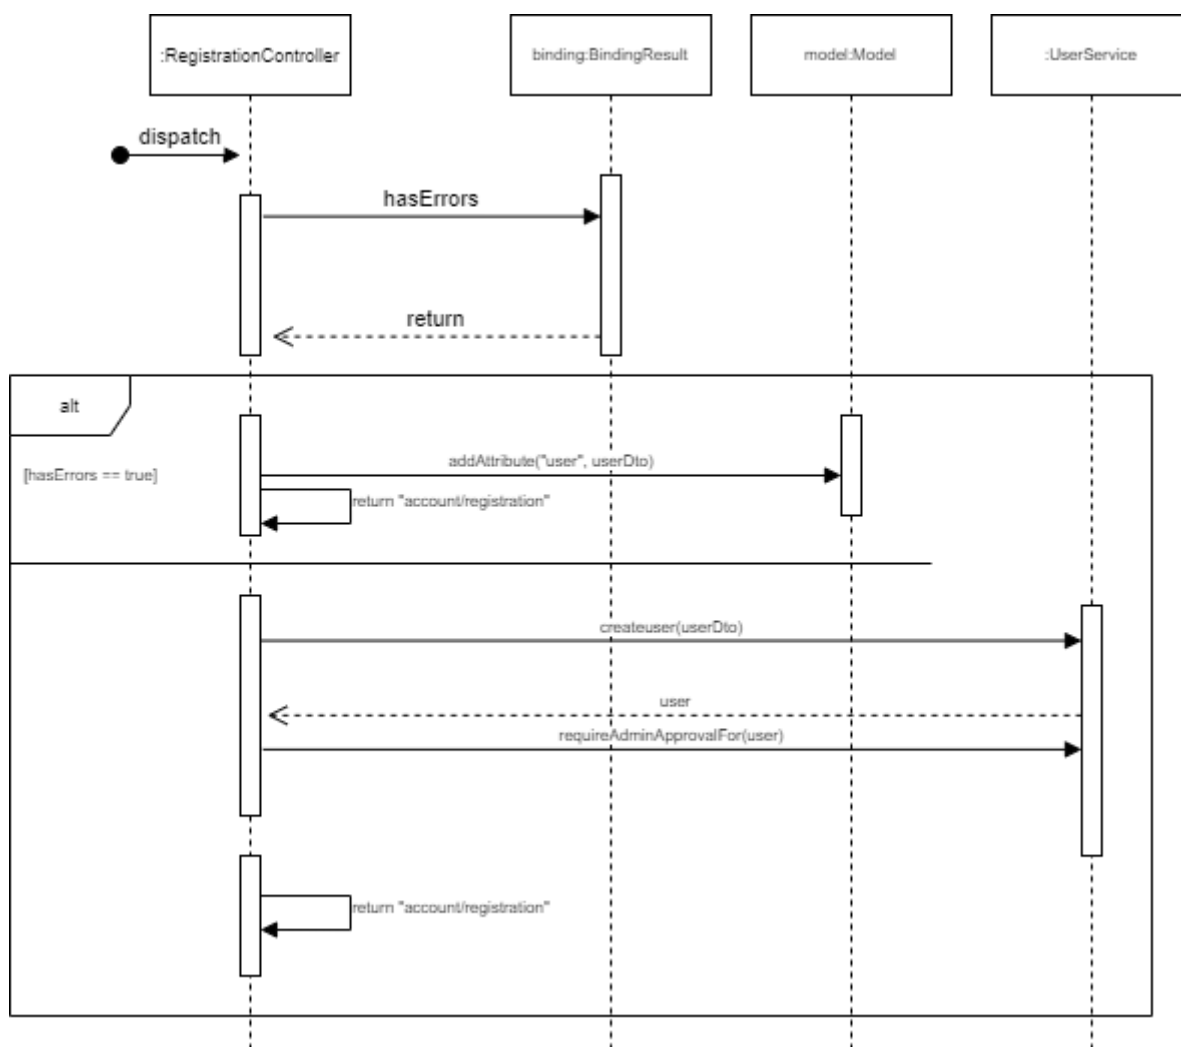 :RegistrationController
binding:BindingResult
model:Model
:UserService
dispatch
hasErrors
return
alt
[hasErrors == true]
addAttribute("user", userDto)
return "account/registration"
createuser(userDto)
user
requireAdminApprovalFor(user)
return "account/registration"